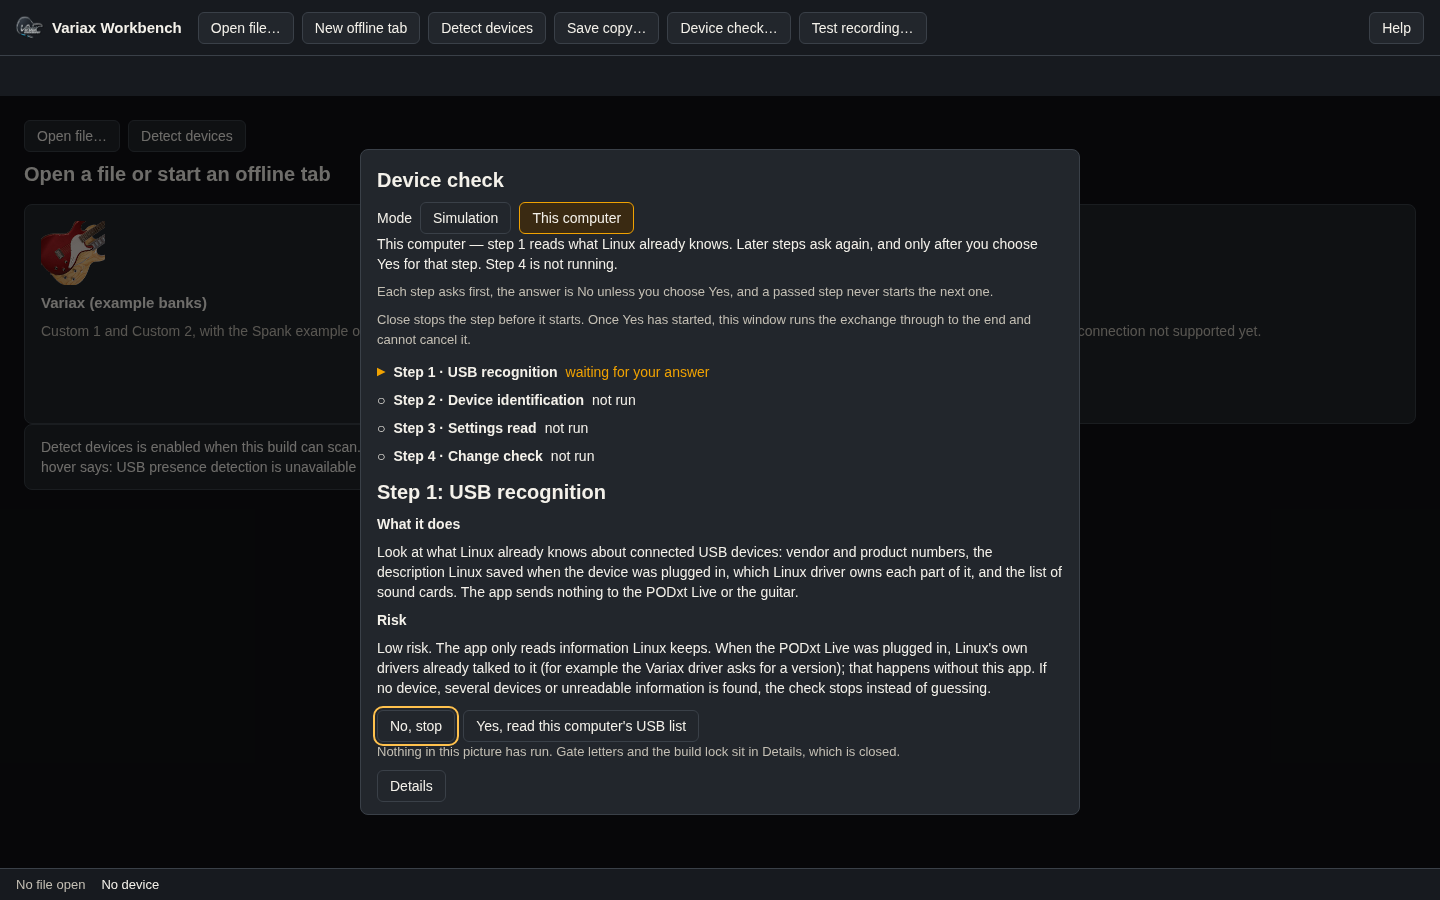 Variax Workbench Open file… New offline tab Detect devices Save copy… Device check… Test recording… Help
Open file… Detect devices
Open a file or start an offline tab
Variax (example banks)
Custom 1 and Custom 2, with the Spank example o
connection not supported yet.
Detect devices is enabled when this build can scan.
hover says: USB presence detection is unavailable
Device check
Mode Simulation This computer
This computer — step 1 reads what Linux already knows. Later steps ask again, and only after you choose
Yes for that step. Step 4 is not running.
Each step asks first, the answer is No unless you choose Yes, and a passed step never starts the next one.
Close stops the step before it starts. Once Yes has started, this window runs the exchange through to the end and
cannot cancel it.
▶ Step 1 · USB recognition waiting for your answer
○ Step 2 · Device identification not run
○ Step 3 · Settings read not run
○ Step 4 · Change check not run
Step 1: USB recognition
What it does
Look at what Linux already knows about connected USB devices: vendor and product numbers, the
description Linux saved when the device was plugged in, which Linux driver owns each part of it, and the list of
sound cards. The app sends nothing to the PODxt Live or the guitar.
Risk
Low risk. The app only reads information Linux keeps. When the PODxt Live was plugged in, Linux's own
drivers already talked to it (for example the Variax driver asks for a version); that happens without this app. If
no device, several devices or unreadable information is found, the check stops instead of guessing.
No, stop Yes, read this computer's USB list
Nothing in this picture has run. Gate letters and the build lock sit in Details, which is closed.
Details
No file open No device